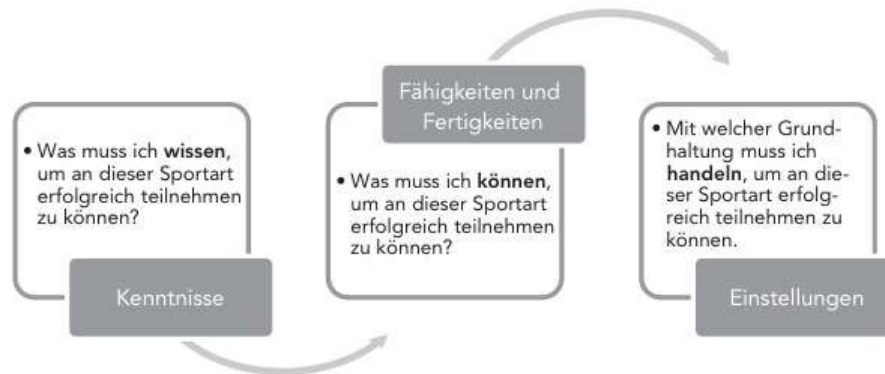 • Was muss ich wissen,
um an dieser Sportart
erfolgreich teilnehmen
zu können?
Kenntnisse
Fähigkeiten und
Fertigkeiten
• Was muss ich können,
um an dieser Sportart
erfolgreich teilnehmen
zu können?
• Mit welcher Grund-
haltung muss ich
handeln, um an die-
ser Sportart erfolg-
reich teilnehmen zu
können.
Einstellungen